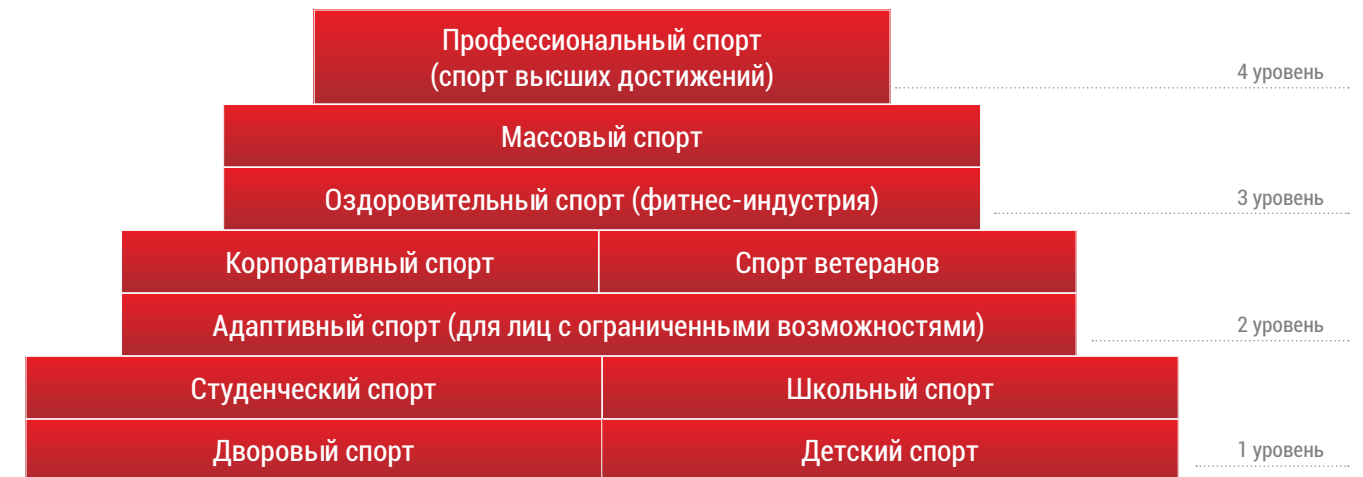 Профессиональный спорт
(спорт высших достижений)
4 уровень
Массовый спорт
Оздоровительный спорт (фитнес-индустрия)
3 уровень
Корпоративный спорт
Спорт ветеранов
Адаптивный спорт (для лиц с ограниченными возможностями)
2 уровень
Студенческий спорт
Школьный спорт
Дворовый спорт
Детский спорт
1 уровень